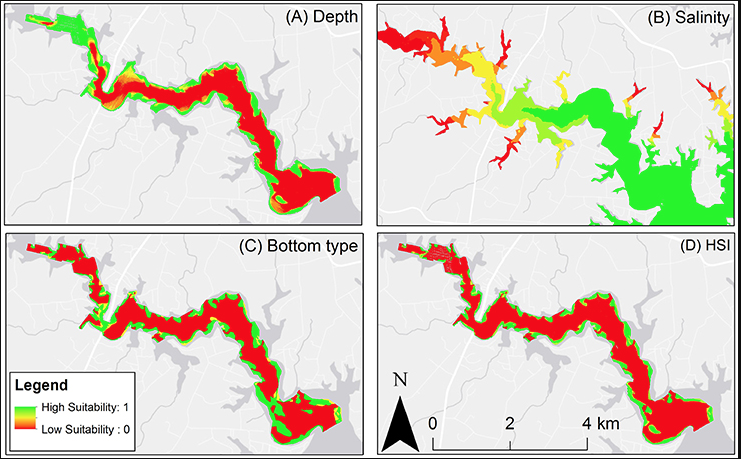 (A) Depth
(B) Salinity
(C) Bottom type
(D) HSI
Legend
High Suitability: 1
Low Suitability : 0
N
0 2 4 km